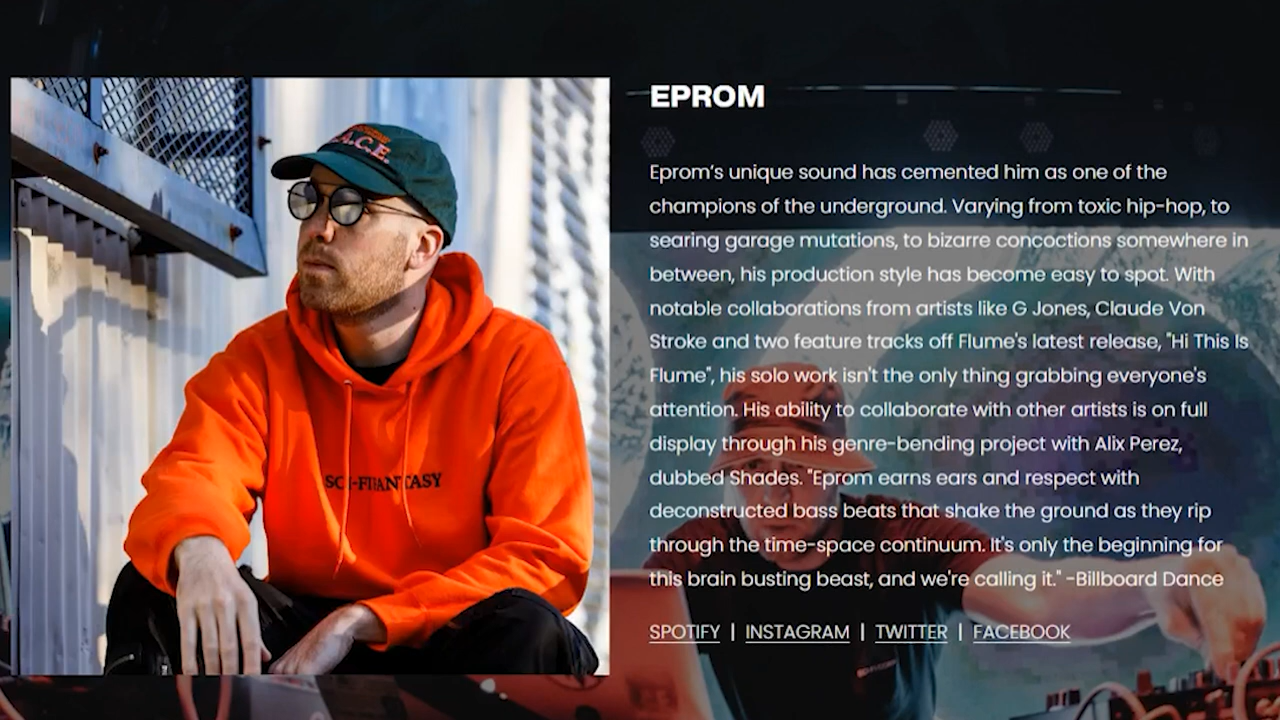 A.C.E.
SCI-FI FANTASY
EPROM
Eprom’s unique sound has cemented him as one of the
champions of the underground. Varying from toxic hip-hop, to
searing garage mutations, to bizarre concoctions somewhere in
between, his production style has become easy to spot. With
notable collaborations from artists like G Jones, Claude Von
Stroke and two feature tracks off Flume's latest release, "Hi This Is
Flume", his solo work isn't the only thing grabbing everyone's
attention. His ability to collaborate with other artists is on full
display through his genre-bending project with Alix Perez,
dubbed Shades. "Eprom earns ears and respect with
deconstructed bass beats that shake the ground as they rip
through the time-space continuum. It's only the beginning for
this brain busting beast, and we're calling it." -Billboard Dance
SPOTIFY | INSTAGRAM | TWITTER | FACEBOOK